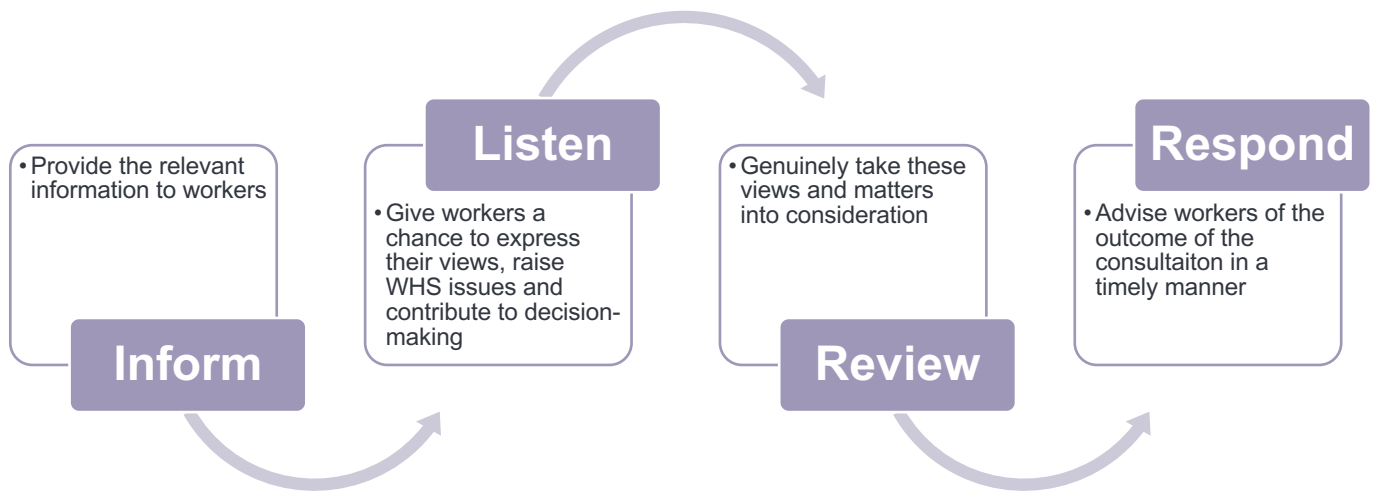 • Provide the relevant
information to workers
Inform
Listen
• Give workers a
chance to express
their views, raise
WHS issues and
contribute to decision-
making
• Genuinely take these
views and matters
into consideration
Review
Respond
• Advise workers of the
outcome of the
consultaiton in a
timely manner